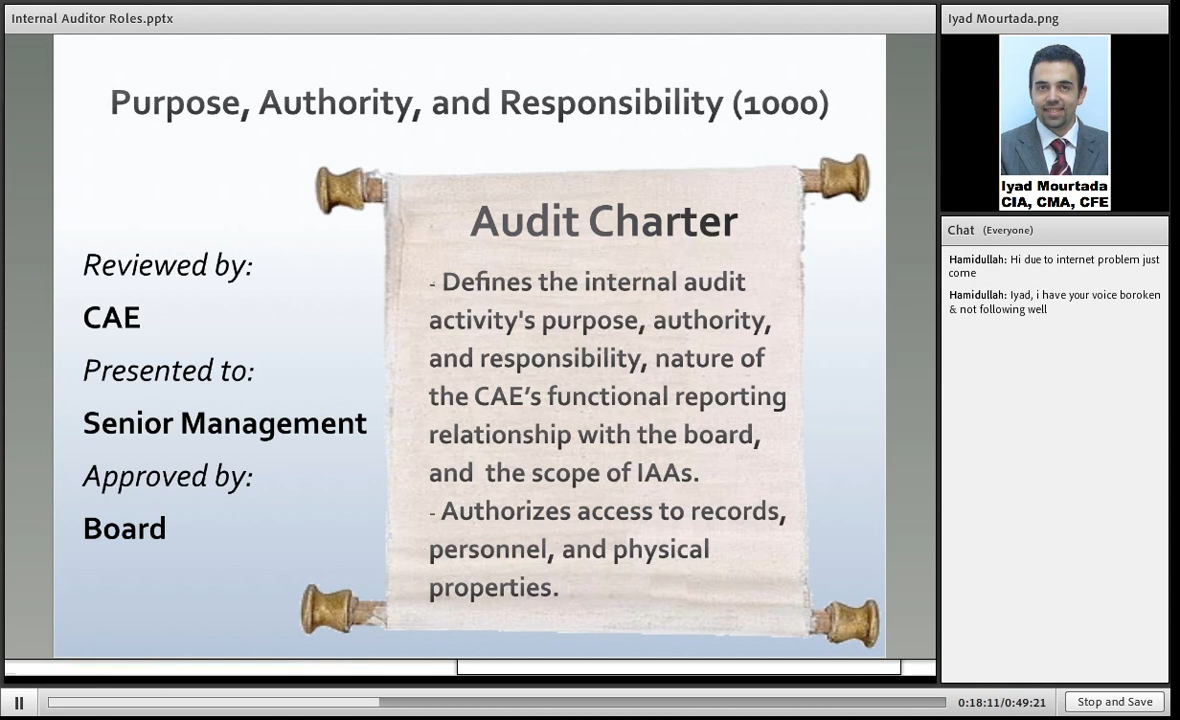 Internal Auditor Roles.pptx
Purpose, Authority, and Responsibility (1000)
Reviewed by:
CAE
Presented to:
Senior Management
Approved by:
Board
Audit Charter
- Defines the internal audit
activity's purpose, authority,
and responsibility, nature of
the CAE’s functional reporting
relationship with the board,
and  the scope of IAAs.
- Authorizes access to records,
personnel, and physical
properties.
Iyad Mourtada.png
Iyad Mourtada
CIA, CMA, CFE
Chat (Everyone)
Hamidullah: Hi due to internet problem just
come
Hamidullah: Iyad, i have your voice boroken
& not following well
0:18:11/0:49:21
Stop and Save